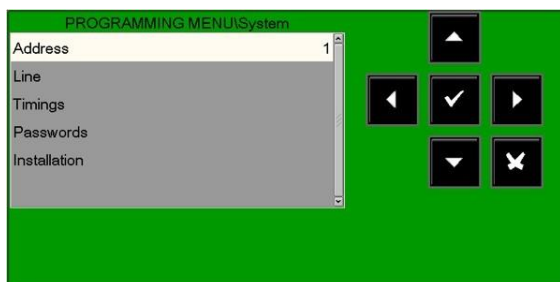 PROGRAMMING MENU\System
Address 1
Line
Timings
Passwords
Installation